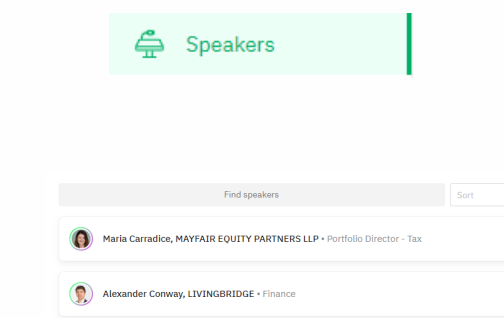 Speakers
Find speakers
Sort
Maria Carradice, MAYFAIR EQUITY PARTNERS LLP • Portfolio Director - Tax
Alexander Conway, LIVINGBRIDGE • Finance